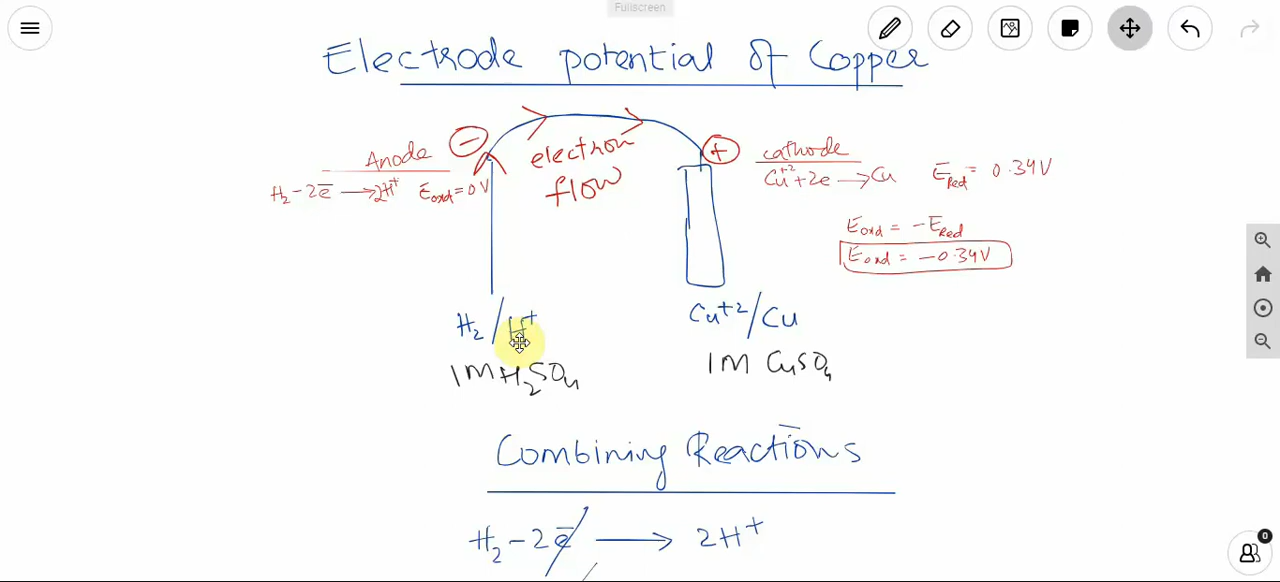 Fullscreen
Electrode potential of Copper
Anode
−
electron
flow
+
cathode
H₂ − 2e̅ → 2H⁺ E_oxd = 0 V
Cu⁺² + 2e → Cu E_Red = 0.34V
E_oxd = −E_Red
E_oxd = −0.34V
H₂/H⁺
Cu⁺²/Cu
1M H₂SO₄
1M CuSO₄
Combining Reactions
H₂ − 2e̅ → 2H⁺
0